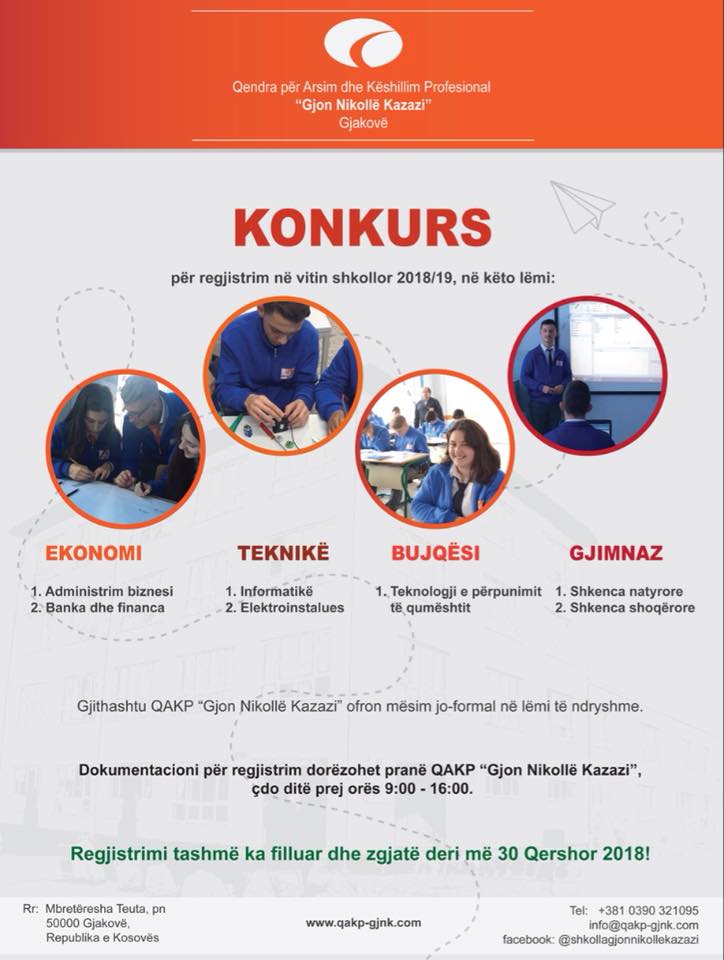 Qendra për Arsim dhe Këshillim Profesional
“Gjon Nikollë Kazazi”
Gjakovë
KONKURS
për regjistrim në vitin shkollor 2018/19, në këto lëmi:
EKONOMI
1. Administrim biznesi
2. Banka dhe financa
TEKNIKË
1. Informatikë
2. Elektroinstalues
BUJQËSI
1. Teknologji e përpunimit
të qumështit
GJIMNAZ
1. Shkenca natyrore
2. Shkenca shoqërore
Gjithashtu QAKP “Gjon Nikollë Kazazi” ofron mësim jo-formal në lëmi të ndryshme.
Dokumentacioni për regjistrim dorëzohet pranë QAKP “Gjon Nikollë Kazazi”,
çdo ditë prej orës 9:00 - 16:00.
Regjistrimi tashmë ka filluar dhe zgjatë deri më 30 Qershor 2018!
Rr: Mbretëresha Teuta, pn
50000 Gjakovë,
Republika e Kosovës
www.qakp-gjnk.com
Tel: +381 0390 321095
info@qakp-gjnk.com
facebook: @shkollagjonnikollekazazi